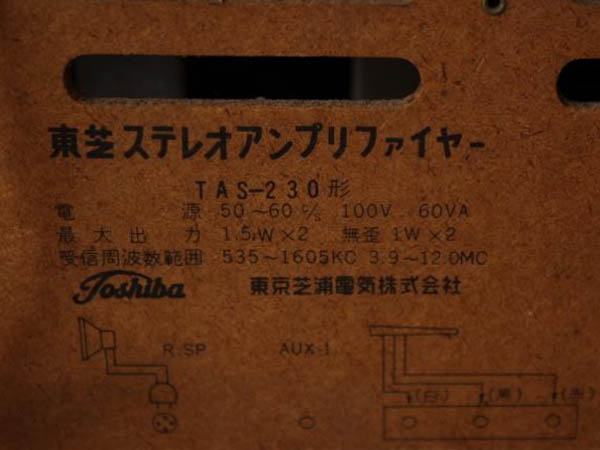 東芝ステレオアンプリファイヤー
TAS-230形
電源 50～60 c/s 100V 60VA
最大出力 1.5W×2 無歪 1W×2
受信周波数範囲 535～1605KC 3.9～12.0MC
Toshiba 東京芝浦電気株式会社
R.SP AUX-1
(白) (黒) (赤)